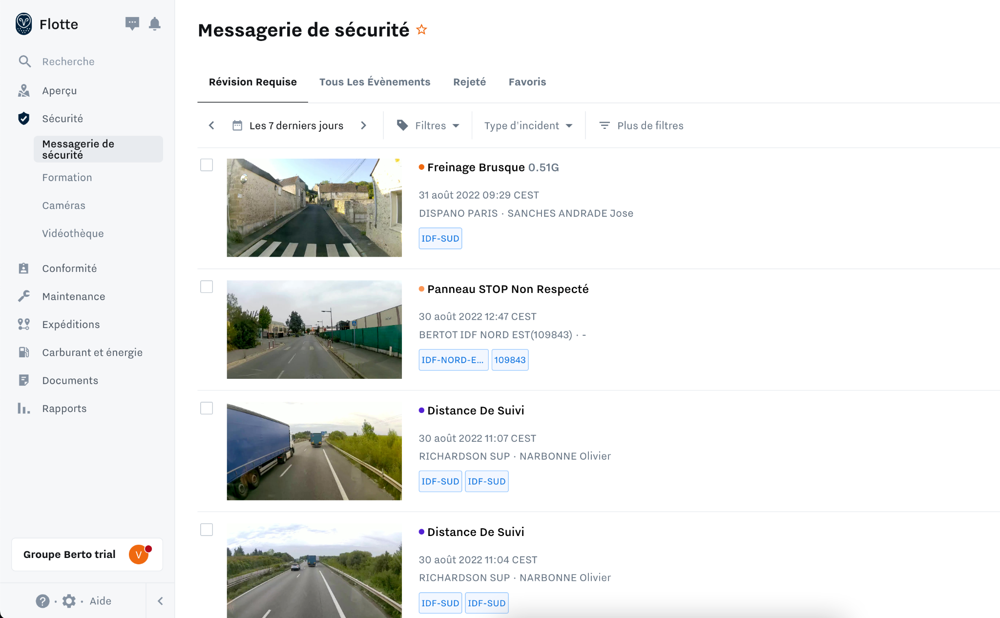 Flotte
Recherche
Aperçu
Sécurité
Messagerie de
sécurité
Formation
Caméras
Vidéothèque
Conformité
Maintenance
Expéditions
Carburant et énergie
Documents
Rapports
Groupe Berto trial
V
? · · Aide
Messagerie de sécurité
Révision Requise
Tous Les Évènements
Rejeté
Favoris
Les 7 derniers jours
Filtres
Type d'incident
Plus de filtres
Freinage Brusque 0.51G
31 août 2022 09:29 CEST
DISPANO PARIS · SANCHES ANDRADE Jose
IDF-SUD
Panneau STOP Non Respecté
30 août 2022 12:47 CEST
BERTOT IDF NORD EST(109843) · -
IDF-NORD-E... 109843
Distance De Suivi
30 août 2022 11:07 CEST
RICHARDSON SUP · NARBONNE Olivier
IDF-SUD IDF-SUD
Distance De Suivi
30 août 2022 11:04 CEST
RICHARDSON SUP · NARBONNE Olivier
IDF-SUD IDF-SUD